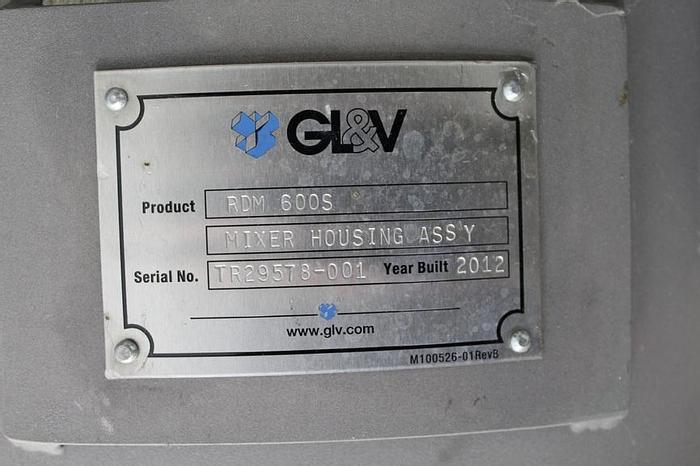 GL&V
Product RDM 600S
MIXER HOUSING ASS'Y
Serial No. TR29578-001 Year Built 2012
www.glv.com
M100526-01RevB